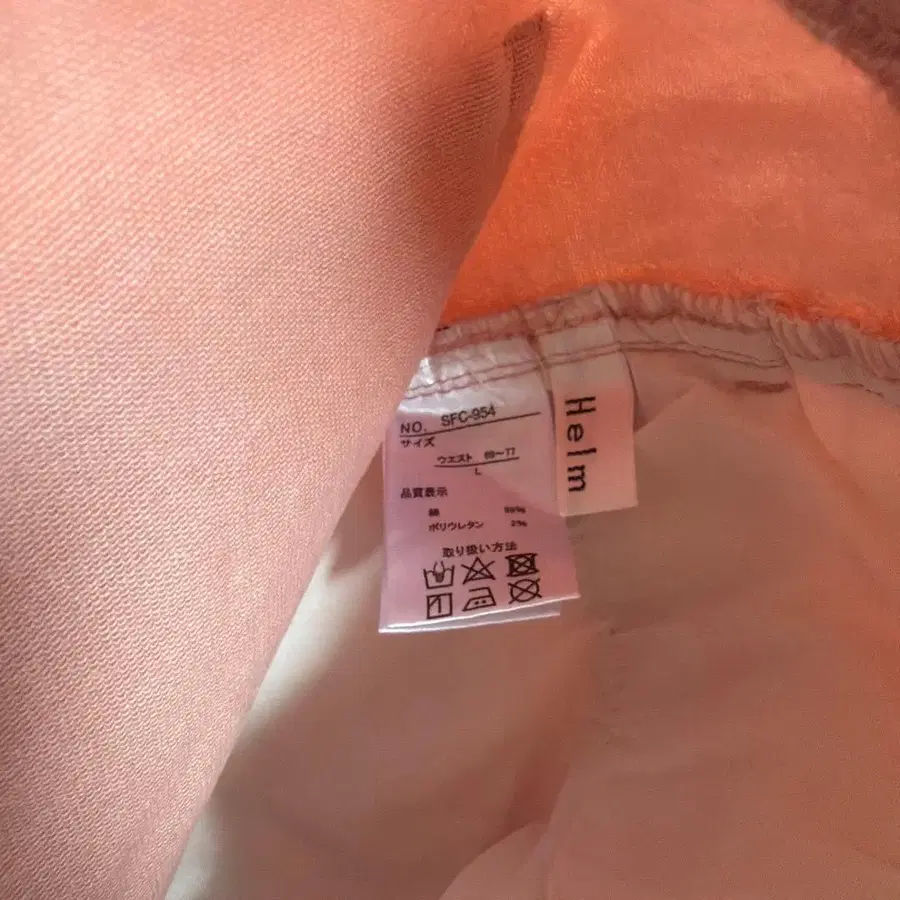 NO. SFC-954
サイズ
ウエスト 69〜77
L
品質表示
綿 98%
ポリウレタン 2%
取り扱い方法
Helm